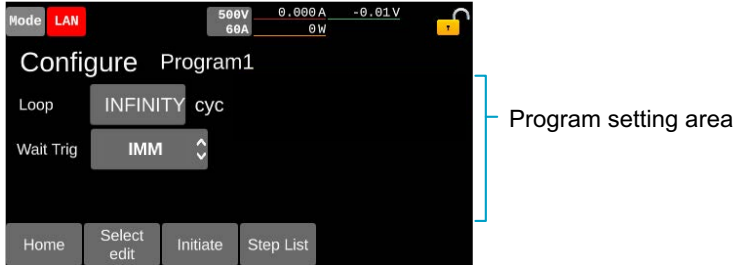 Mode LAN 500V 0.000A -0.01V
60A 0W
Configure Program1
Loop INFINITY cyc
Program setting area
Wait Trig IMM
Home Select edit Initiate Step List